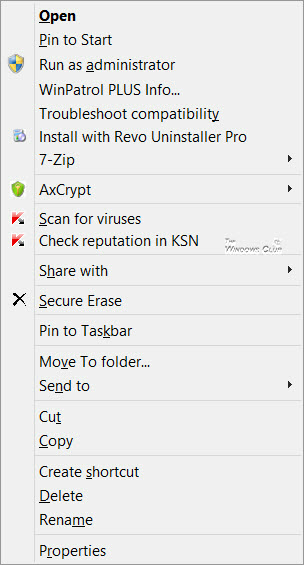 Open
Pin to Start
Run as administrator
WinPatrol PLUS Info...
Troubleshoot compatibility
Install with Revo Uninstaller Pro
7-Zip
AxCrypt
Scan for viruses
Check reputation in KSN
The Windows Club
Share with
Secure Erase
Pin to Taskbar
Move To folder...
Send to
Cut
Copy
Create shortcut
Delete
Rename
Properties